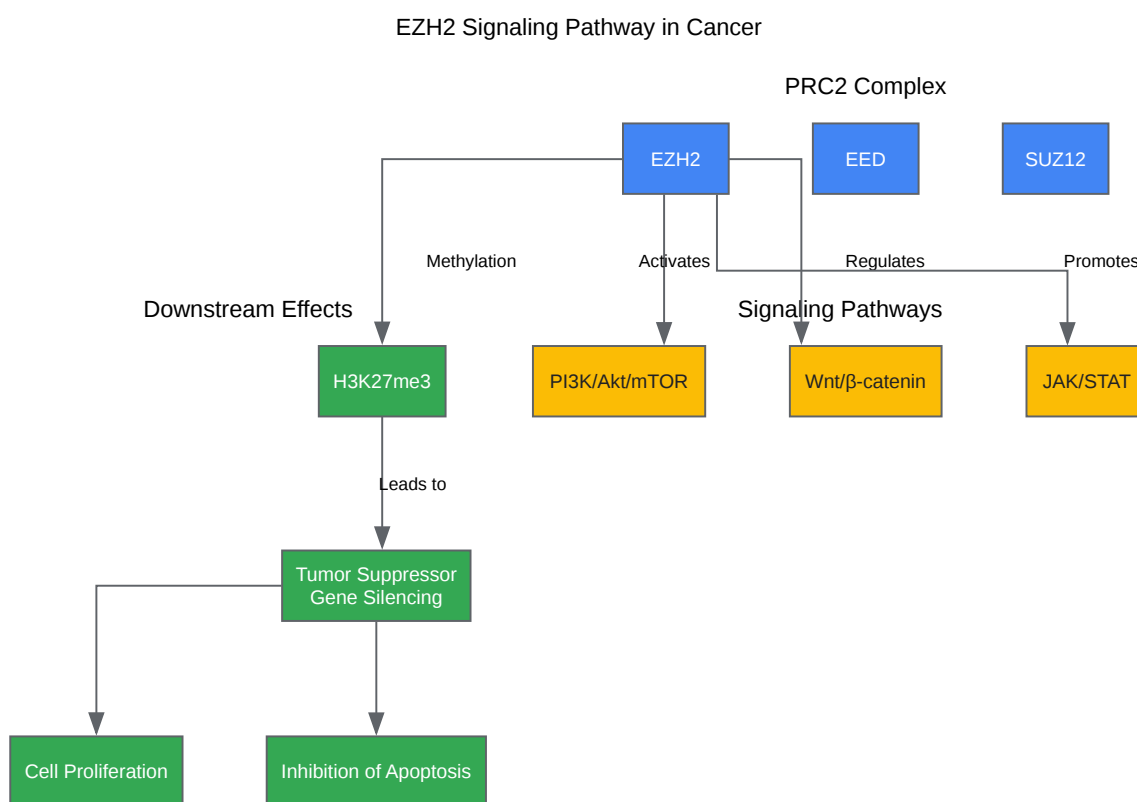 EZH2 Signaling Pathway in Cancer
PRC2 Complex
EZH2
EED
SUZ12
Methylation
Activates
Regulates
Promotes
Downstream Effects
Signaling Pathways
H3K27me3
PI3K/Akt/mTOR
Wnt/β-catenin
JAK/STAT
Leads to
Tumor Suppressor
Gene Silencing
Cell Proliferation
Inhibition of Apoptosis